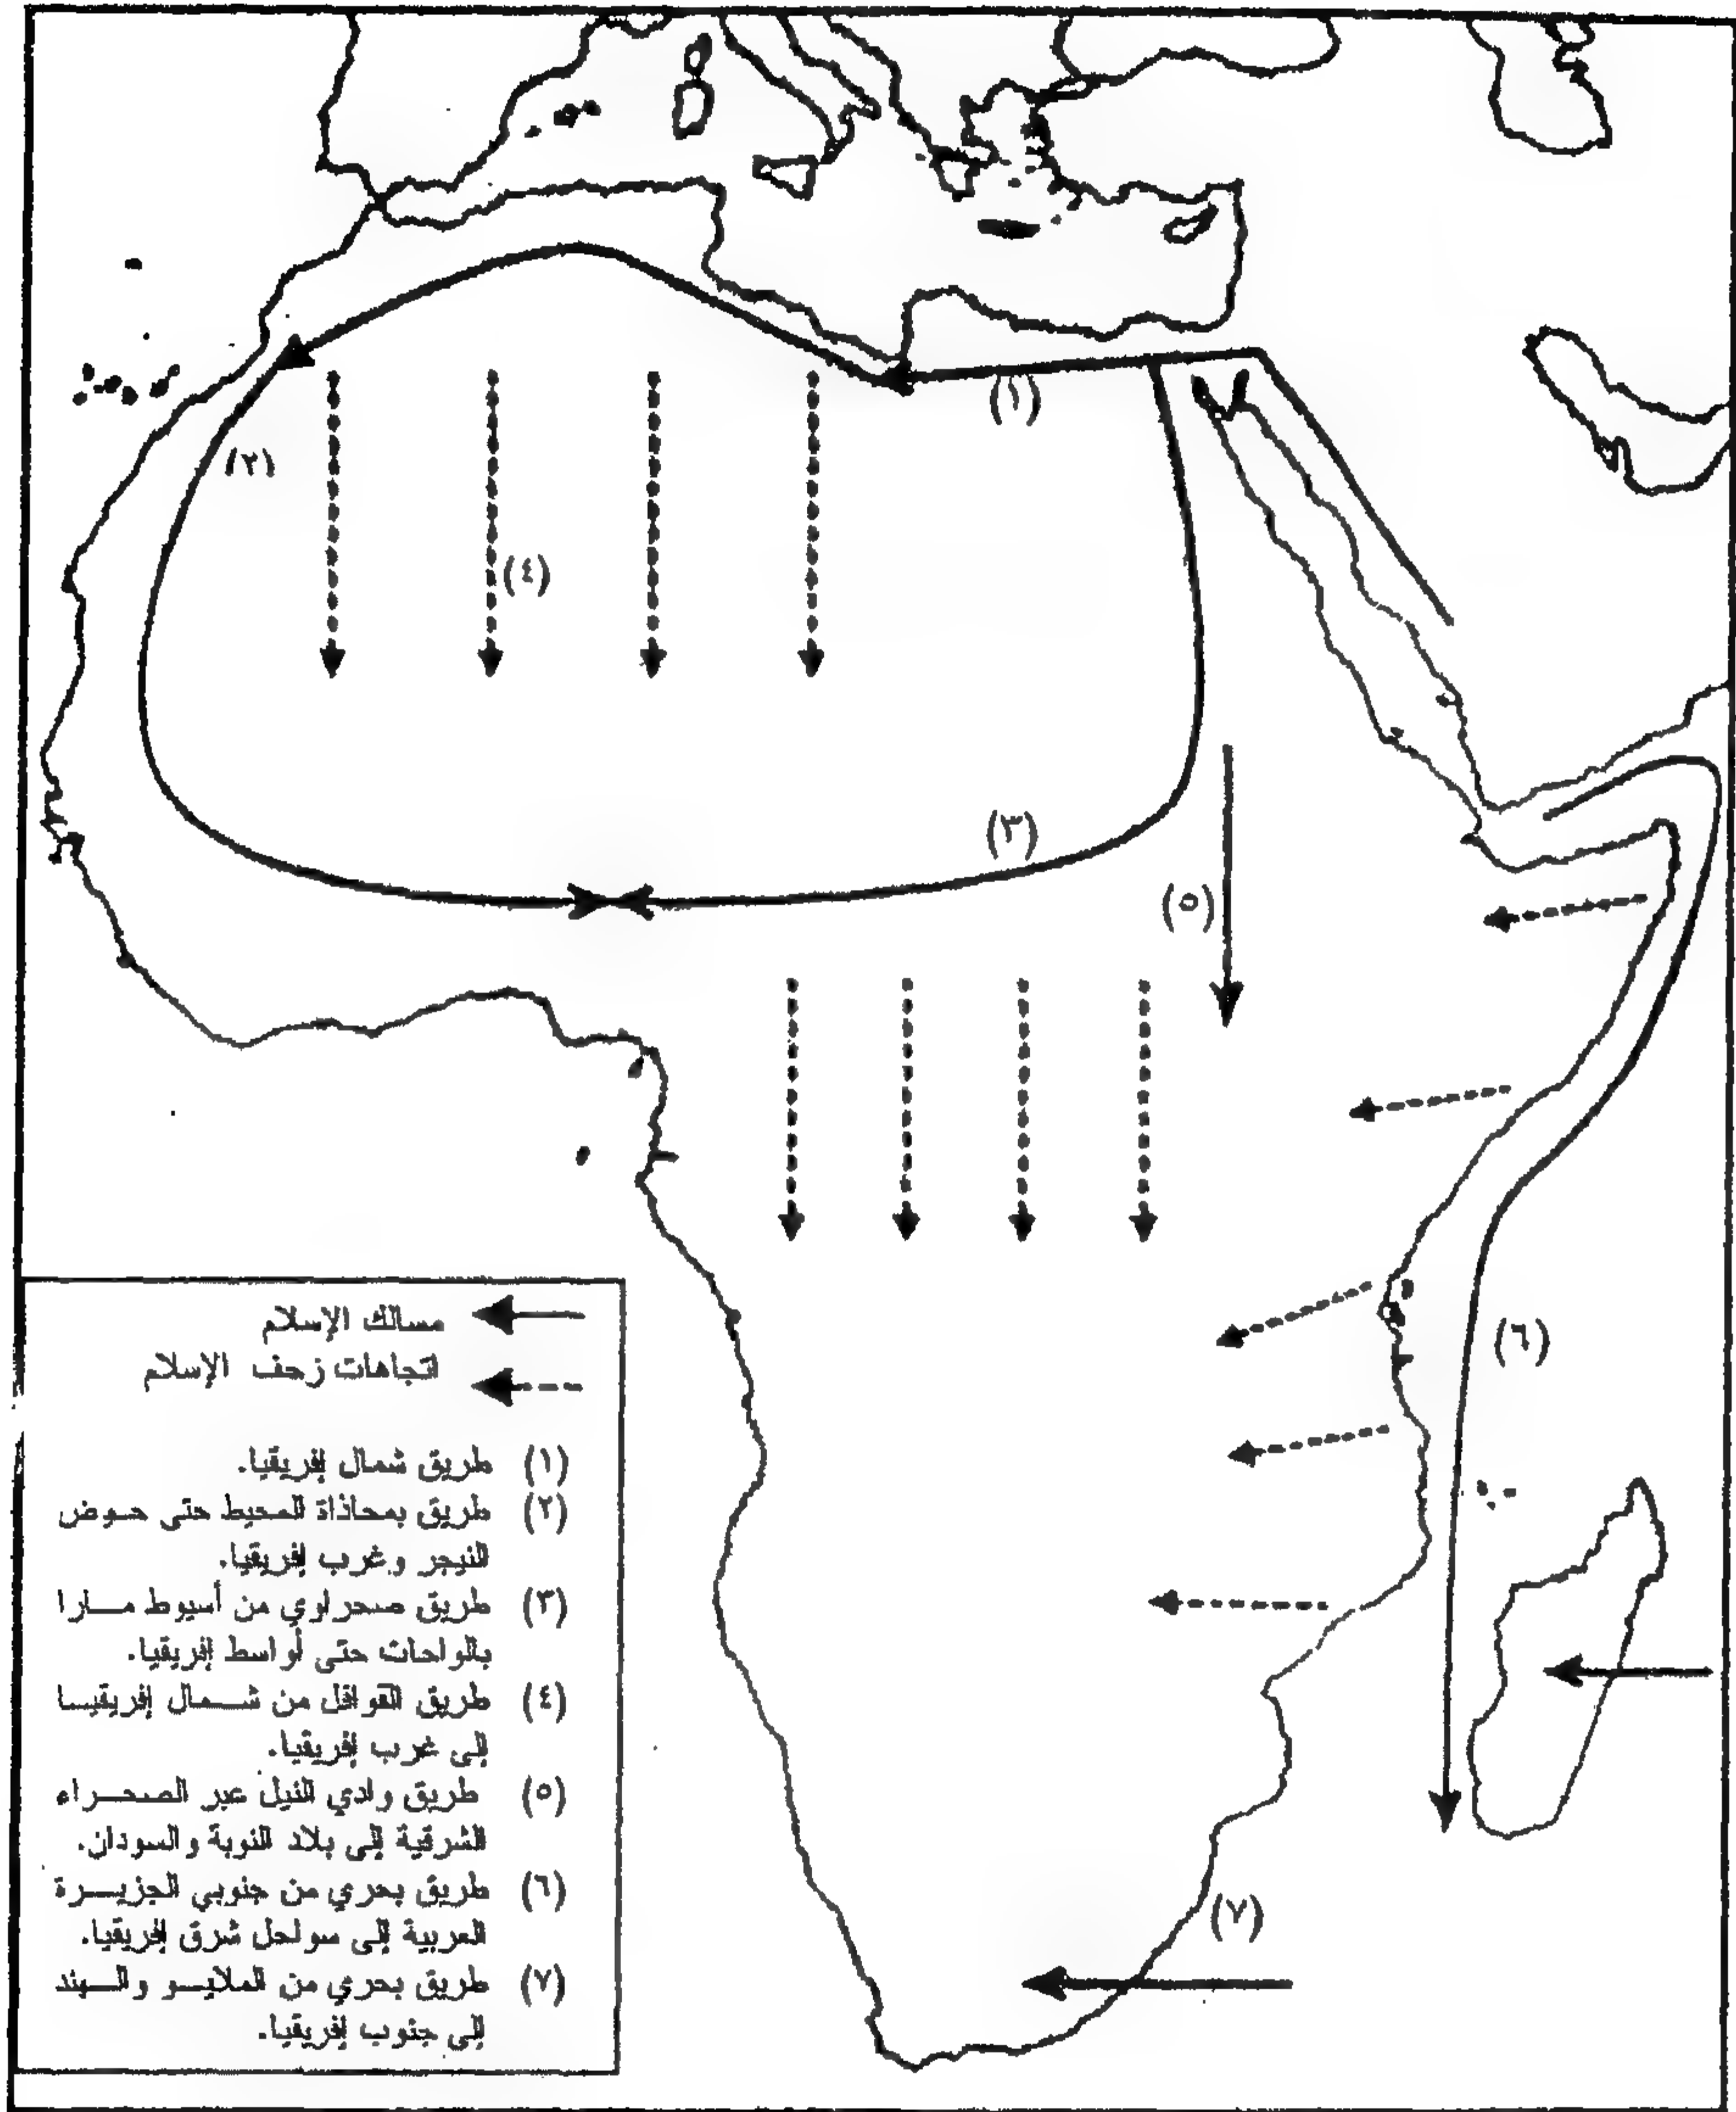 (١)
(٢)
(٤)
(٣)
(٥)
(٦)
(٧)
مسالك الإسلام
اتجاهات زحف الإسلام
(١) طريق شمال إفريقيا.
(٢) طريق بمحاذاة المحيط حتى حوض
النيجر وغرب إفريقيا.
(٣) طريق صحراوي من أسيوط مارا
بالواحات حتى أواسط إفريقيا.
(٤) طريق القوافل من شمال إفريقيا
إلى غرب إفريقيا.
(٥) طريق وادي النيل عبر الصحراء
الشرقية إلى بلاد النوبة والسودان.
(٦) طريق بحري من جنوبي الجزيرة
العربية إلى سواحل شرق إفريقيا.
(٧) طريق بحري من الملايو والهند
إلى جنوب إفريقيا.